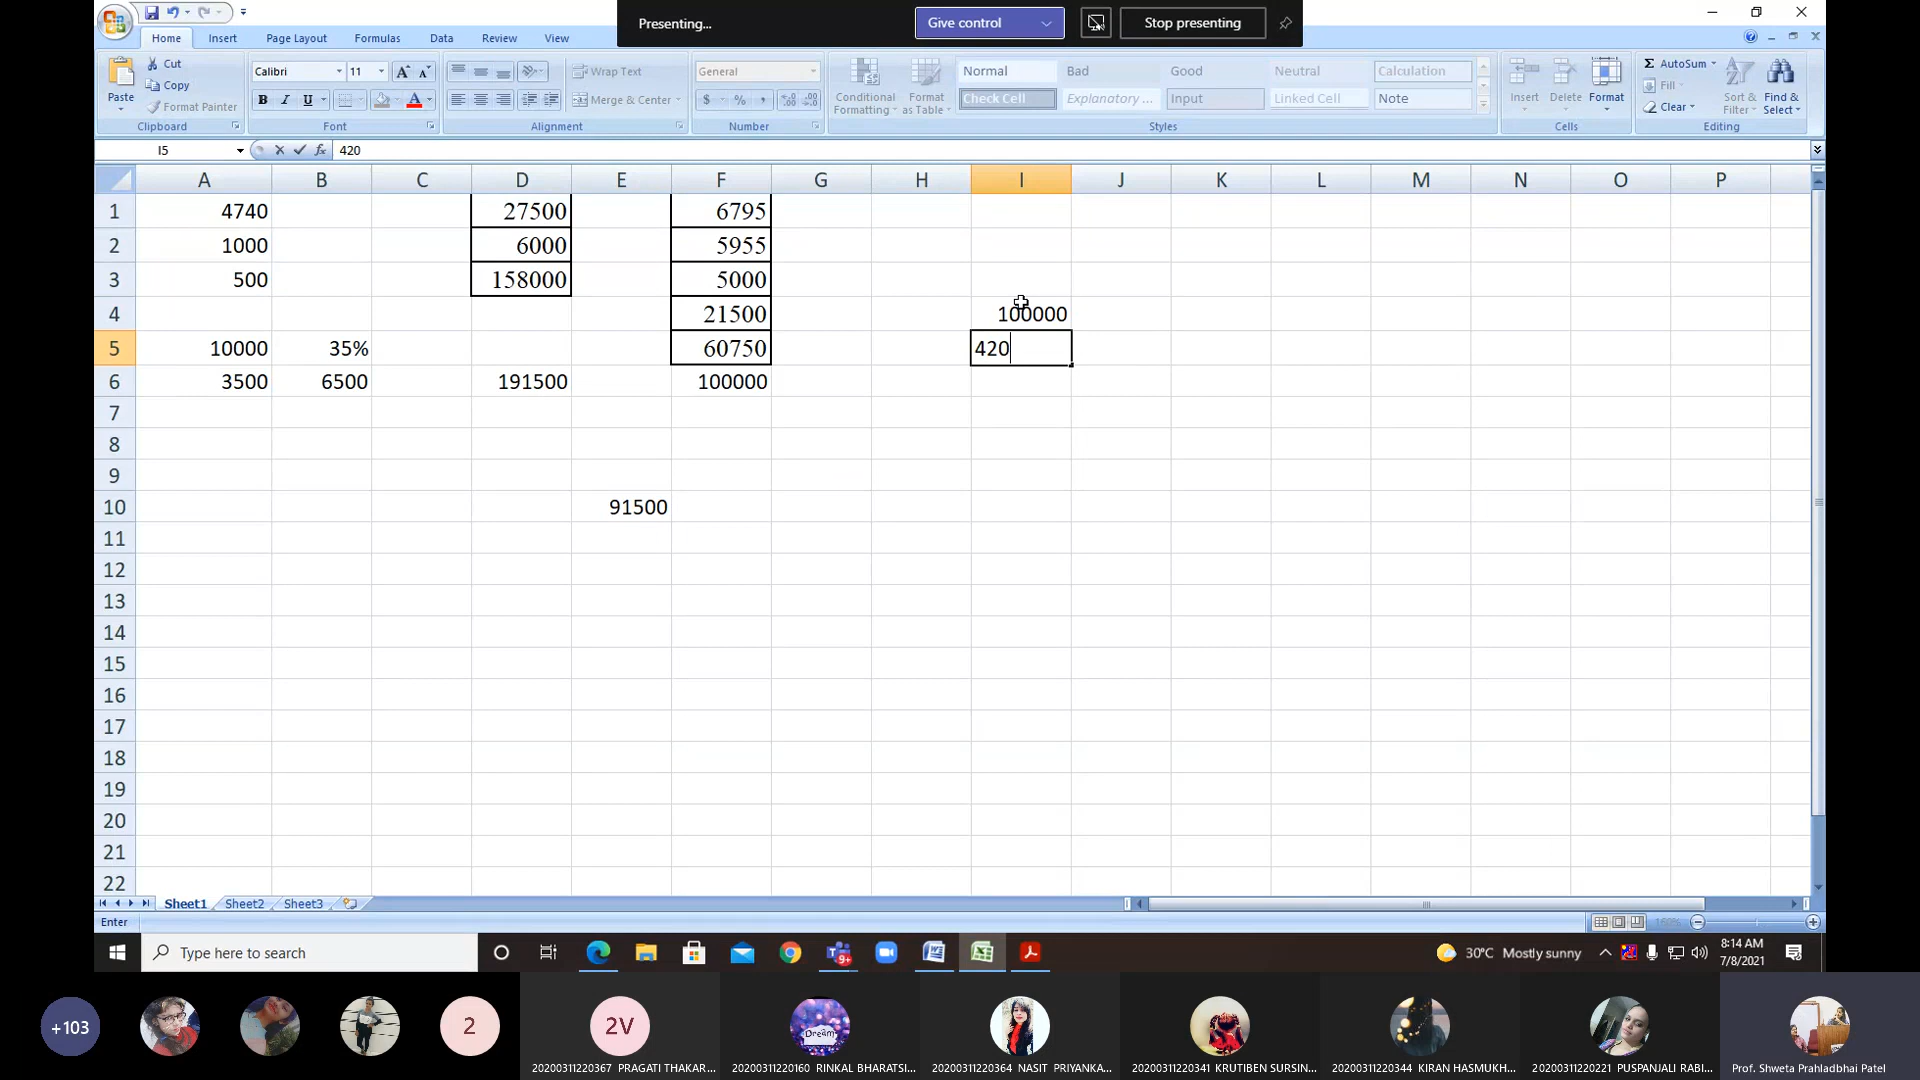 Presenting... Give control Stop presenting
Home Insert Page Layout Formulas Data Review View
Paste Cut Copy Format Painter Clipboard
Calibri 11 B I U Font
Wrap Text Merge & Center Alignment
General $ % , Number
Conditional Formatting Format as Table
Normal Bad Good Neutral Calculation
Check Cell Explanatory ... Input Linked Cell Note
Styles
Insert Delete Format Cells
Σ AutoSum Fill Clear Sort & Filter Find & Select Editing
I5 fx 420
A B C D E F G H I J K L M N O P
1 4740 27500 6795
2 1000 6000 5955
3 500 158000 5000
4 21500 100000
5 10000 35% 60750 420
6 3500 6500 191500 100000
7
8
9
10 91500
11
12
13
14
15
16
17
18
19
20
21
22
Sheet1 Sheet2 Sheet3
Enter
Type here to search 9+ 30°C Mostly sunny 8:14 AM
7/8/2021
+103 2 2V Dream
20200311220367 PRAGATI THAKAR... 20200311220160 RINKAL BHARATSI... 20200311220364 NASIT PRIYANKA... 20200311220341 KRUTIBEN SURSIN... 20200311220344 KIRAN HASMUKH... 20200311220221 PUSPANJALI RABI... Prof. Shweta Prahladbhai Patel